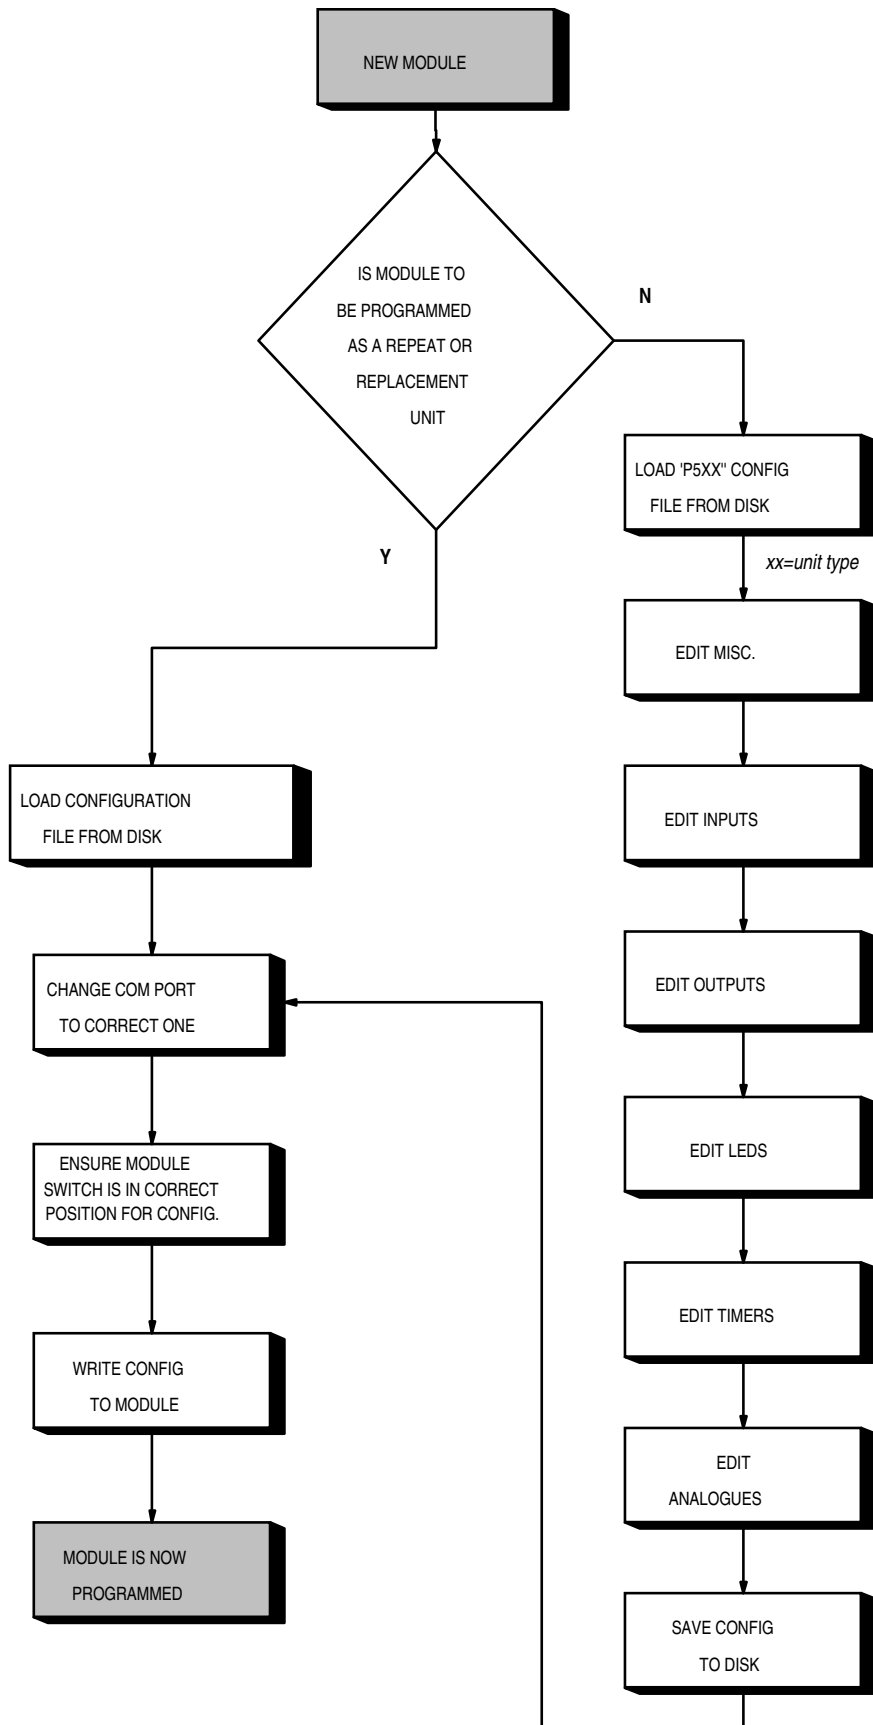 NEW MODULE
IS MODULE TO
BE PROGRAMMED
AS A REPEAT OR
REPLACEMENT
UNIT
N
Y
LOAD 'P5XX" CONFIG
FILE FROM DISK
xx=unit type
EDIT MISC.
EDIT INPUTS
EDIT OUTPUTS
EDIT LEDS
EDIT TIMERS
EDIT
ANALOGUES
SAVE CONFIG
TO DISK
LOAD CONFIGURATION
FILE FROM DISK
CHANGE COM PORT
TO CORRECT ONE
ENSURE MODULE
SWITCH IS IN CORRECT
POSITION FOR CONFIG.
WRITE CONFIG
TO MODULE
MODULE IS NOW
PROGRAMMED